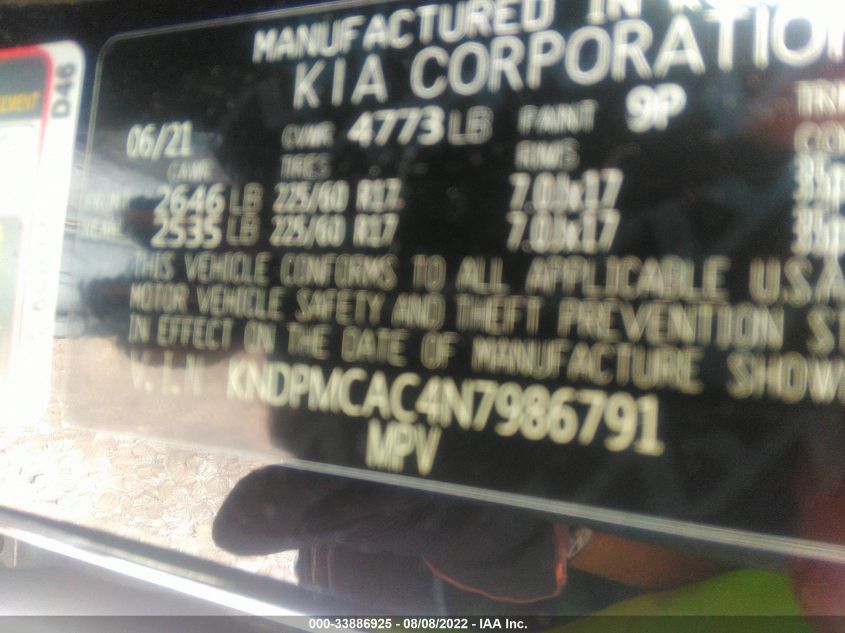 MANUFACTURED IN
KIA CORPORATION
06/21 GVWR 4773 LB PAINT 9P
GAWR TIRES RIMS
2646 LB 225/60 R17 7.0Jx17
2535 LB 225/60 R17 7.0Jx17
THIS VEHICLE CONFORMS TO ALL APPLICABLE U.S.A
MOTOR VEHICLE SAFETY AND THEFT PREVENTION ST
IN EFFECT ON THE DATE OF MANUFACTURE SHOW
V.I.N KNDPMCAC4N7986791
MPV
D46
000-33886925 - 08/08/2022 - IAA Inc.